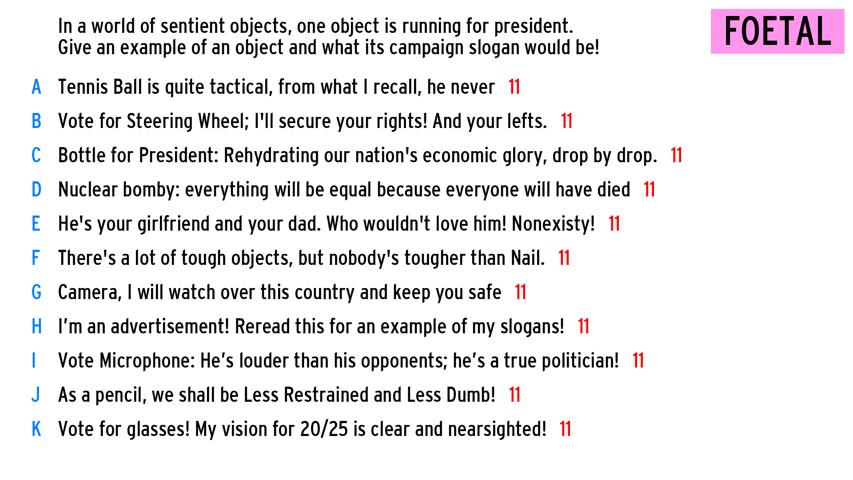 In a world of sentient objects, one object is running for president.
Give an example of an object and what its campaign slogan would be!
FOETAL
A Tennis Ball is quite tactical, from what I recall, he never 11
B Vote for Steering Wheel; I'll secure your rights! And your lefts. 11
C Bottle for President: Rehydrating our nation's economic glory, drop by drop. 11
D Nuclear bomby: everything will be equal because everyone will have died 11
E He's your girlfriend and your dad. Who wouldn't love him! Nonexisty! 11
F There's a lot of tough objects, but nobody's tougher than Nail. 11
G Camera, I will watch over this country and keep you safe 11
H I’m an advertisement! Reread this for an example of my slogans! 11
I Vote Microphone: He’s louder than his opponents; he’s a true politician! 11
J As a pencil, we shall be Less Restrained and Less Dumb! 11
K Vote for glasses! My vision for 20/25 is clear and nearsighted! 11